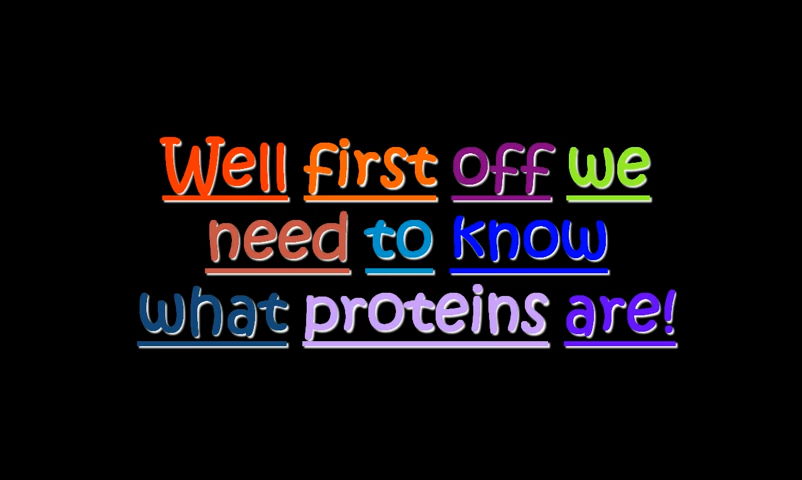 Well first off we
need to know
what proteins are!